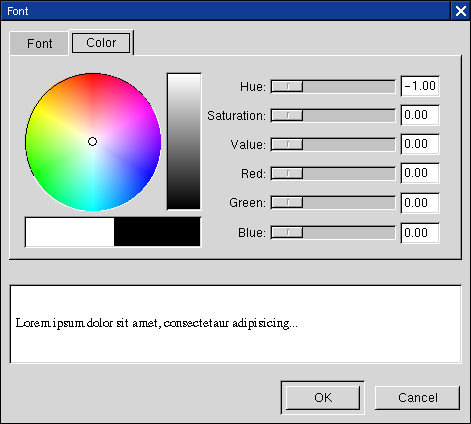 Font
Font Color
Hue: -1.00
Saturation: 0.00
Value: 0.00
Red: 0.00
Green: 0.00
Blue: 0.00
Lorem ipsum dolor sit amet, consectetaur adipisicing...
OK Cancel